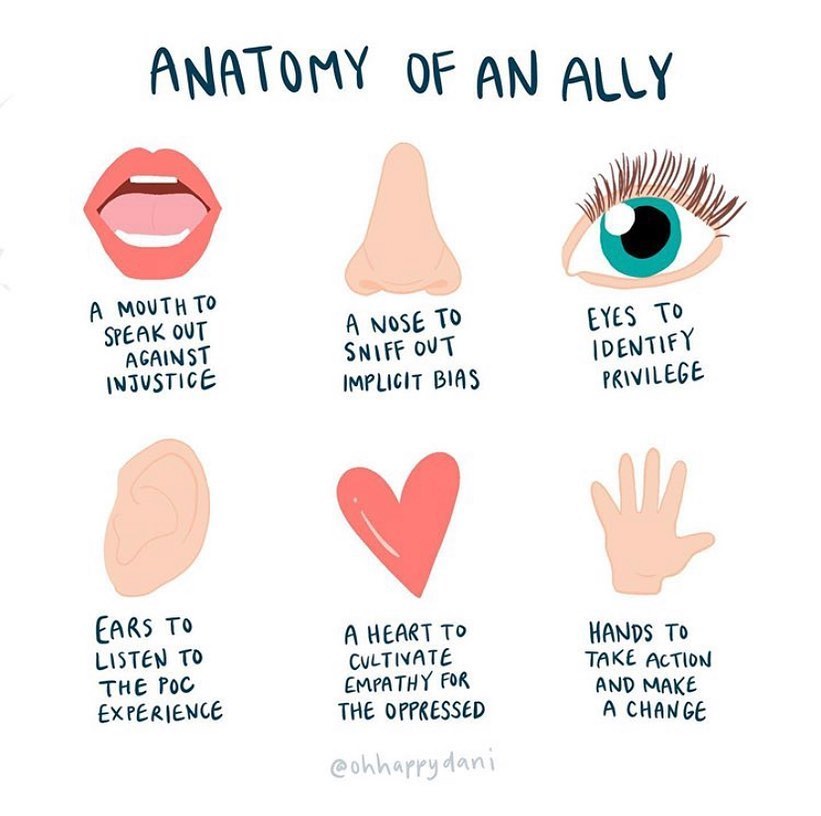 ANATOMY OF AN ALLY
A MOUTH TO
SPEAK OUT
AGAINST
INJUSTICE
A NOSE TO
SNIFF OUT
IMPLICIT BIAS
EYES TO
IDENTIFY
PRIVILEGE
EARS TO
LISTEN TO
THE POC
EXPERIENCE
A HEART TO
CULTIVATE
EMPATHY FOR
THE OPPRESSED
HANDS TO
TAKE ACTION
AND MAKE
A CHANGE
@ohhappydani